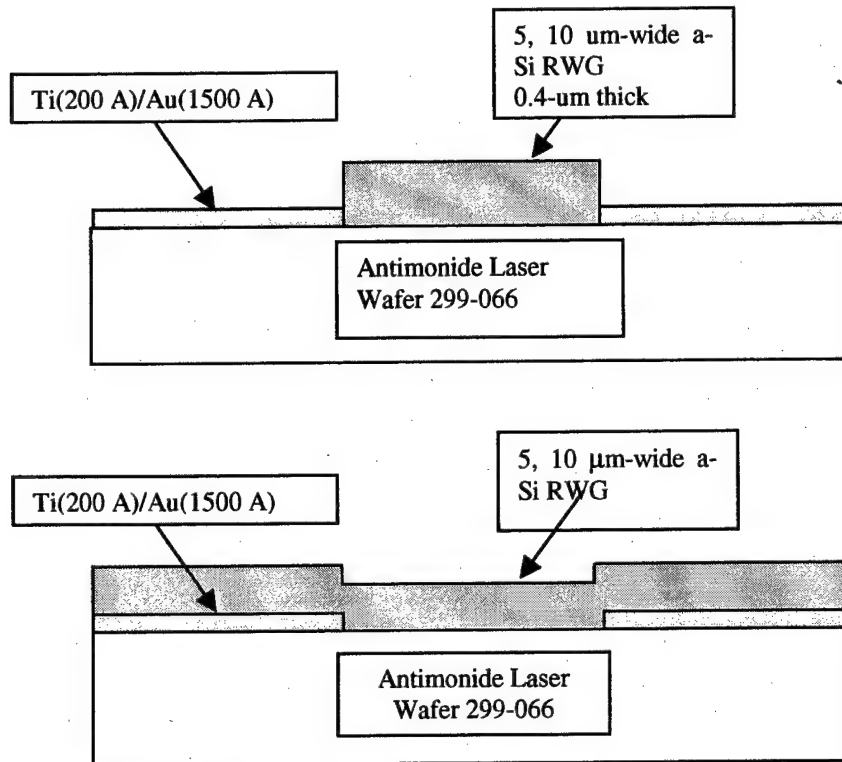 5, 10 um-wide a-
Si RWG
0.4-um thick
Ti(200 A)/Au(1500 A)
Antimonide Laser
Wafer 299-066
5, 10 μm-wide a-
Si RWG
Ti(200 A)/Au(1500 A)
Antimonide Laser
Wafer 299-066